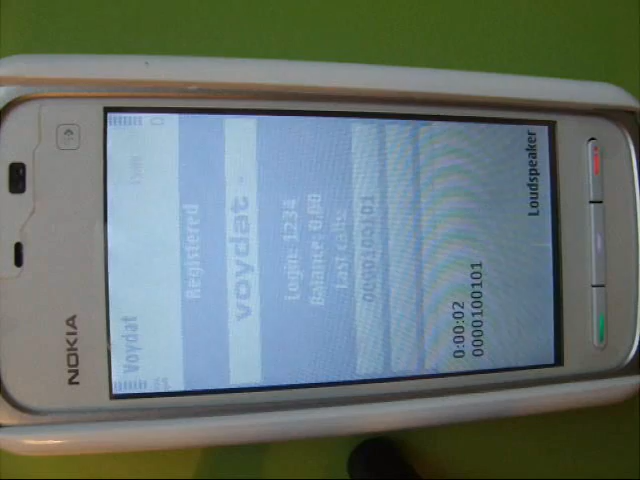 NOKIA
Voydat
Registered
voydat
Login: 1234
Balance: 0.00
Last calls:
0000100101
0:00:02
0000100101
Loudspeaker